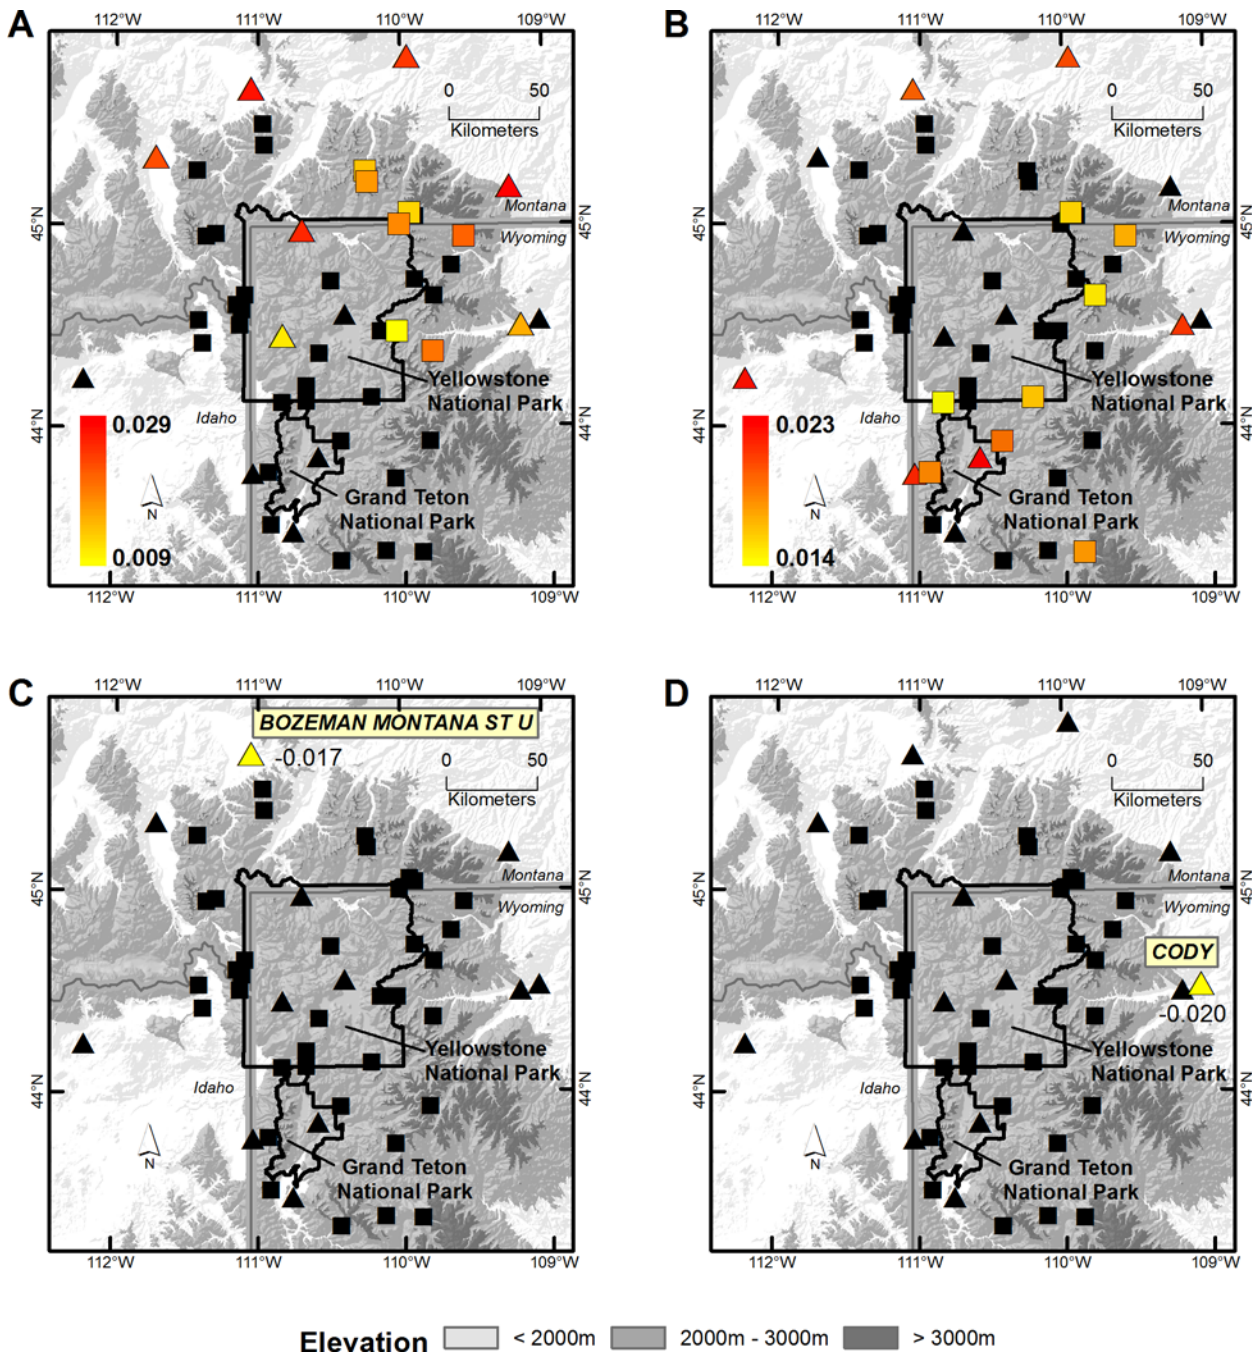 A
112°W 111°W 110°W 109°W
0 50
Kilometers
Montana
Wyoming
45°N
45°N
Yellowstone
National Park
Idaho
44°N
44°N
0.029
0.009
N
Grand Teton
National Park
112°W 111°W 110°W 109°W
B
112°W 111°W 110°W 109°W
0 50
Kilometers
Montana
Wyoming
45°N
45°N
Yellowstone
National Park
Idaho
44°N
44°N
0.023
0.014
N
Grand Teton
National Park
112°W 111°W 110°W 109°W
C
112°W 111°W 110°W 109°W
BOZEMAN MONTANA ST U
-0.017
0 50
Kilometers
Montana
Wyoming
45°N
45°N
Yellowstone
National Park
Idaho
44°N
44°N
N
Grand Teton
National Park
112°W 111°W 110°W 109°W
D
112°W 111°W 110°W 109°W
0 50
Kilometers
Montana
Wyoming
45°N
45°N
CODY
-0.020
Yellowstone
National Park
Idaho
44°N
44°N
N
Grand Teton
National Park
112°W 111°W 110°W 109°W
Elevation < 2000m 2000m - 3000m > 3000m